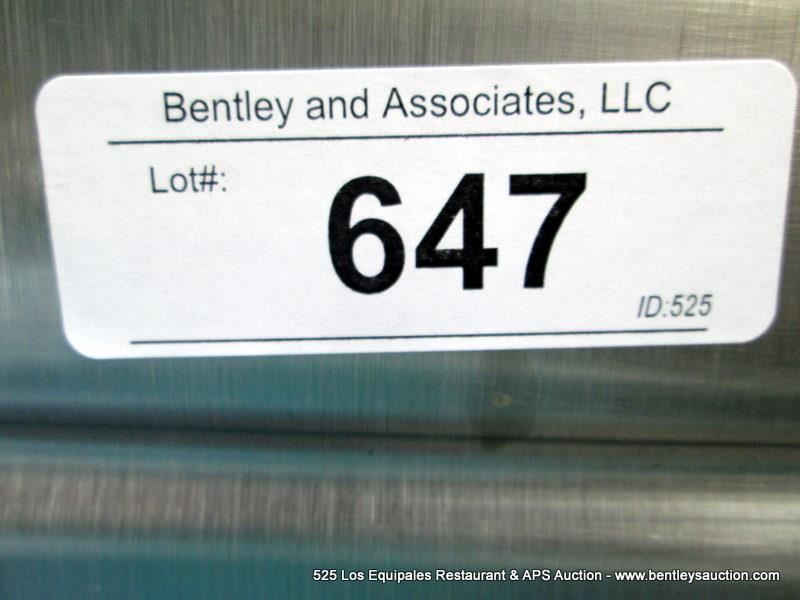 Bentley and Associates, LLC
Lot#:
647
ID:525
525 Los Equipales Restaurant & APS Auction - www.bentleysauction.com